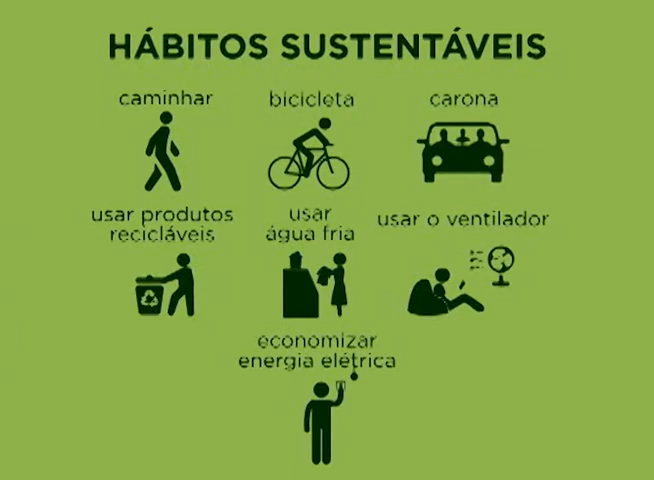 HÁBITOS SUSTENTÁVEIS
caminhar
bicicleta
carona
usar produtos
recicláveis
usar
água fria
usar o ventilador
economizar
energia elétrica